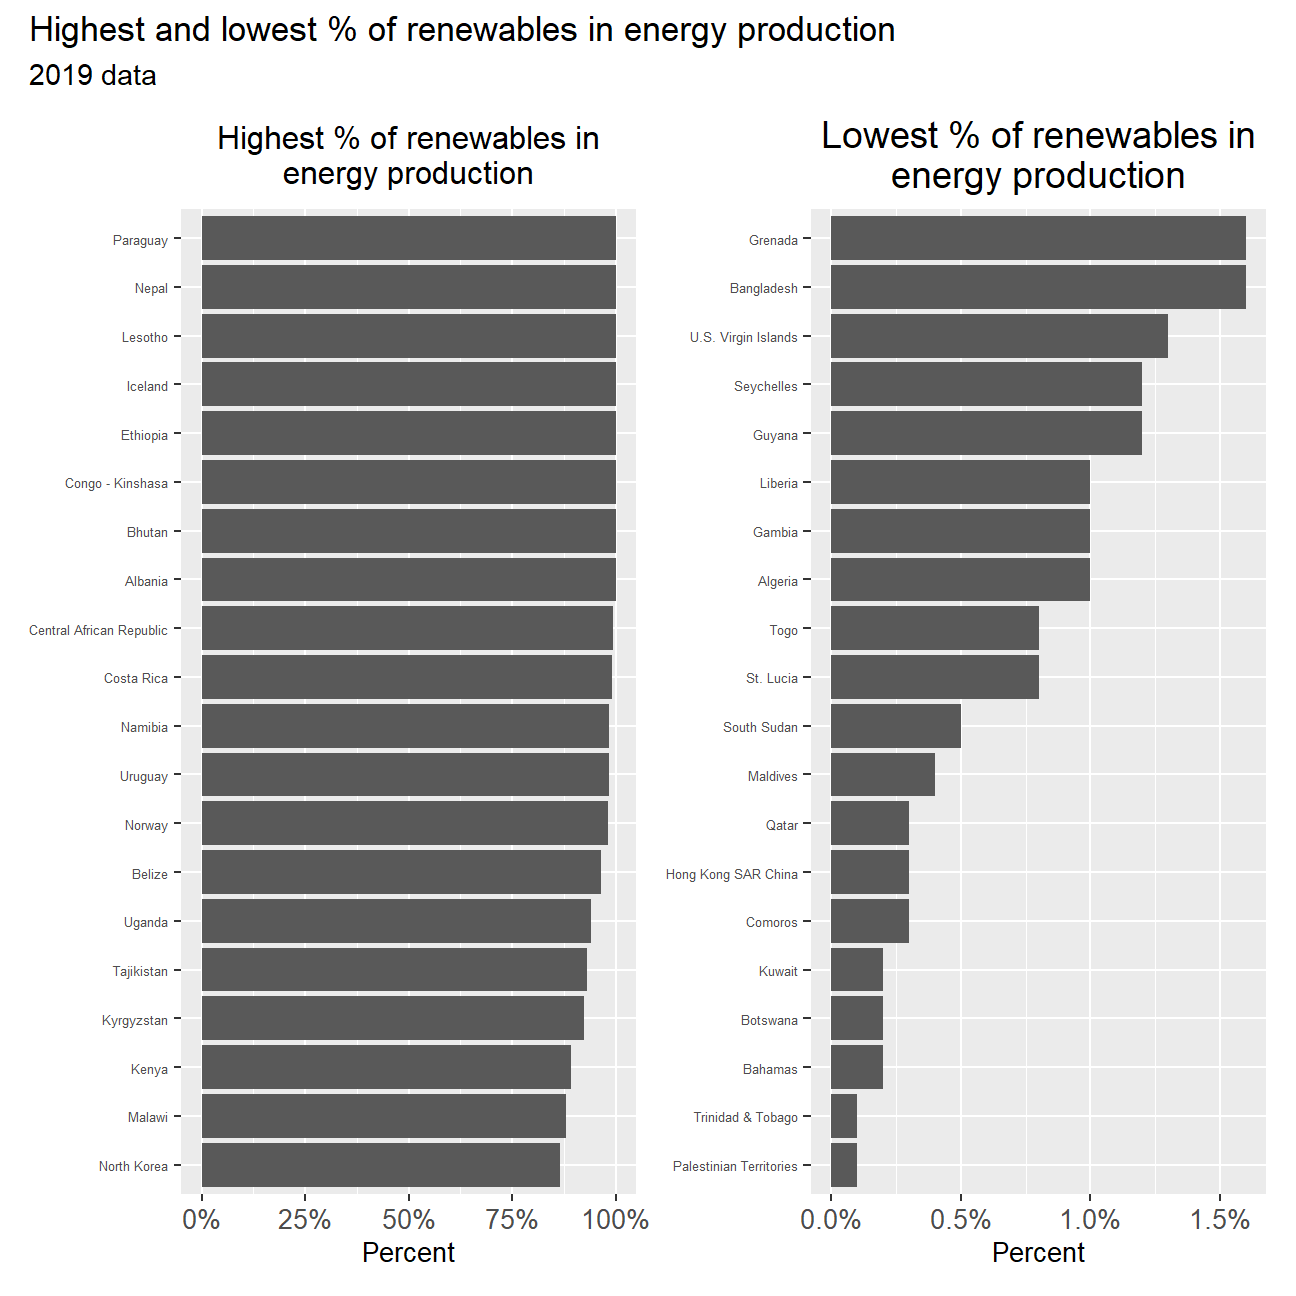 Highest and lowest % of renewables in energy production
2019 data
Highest % of renewables in
energy production
Paraguay
Nepal
Lesotho
Iceland
Ethiopia
Congo - Kinshasa
Bhutan
Albania
Central African Republic
Costa Rica
Namibia
Uruguay
Norway
Belize
Uganda
Tajikistan
Kyrgyzstan
Kenya
Malawi
North Korea
0% 25% 50% 75% 100%
Percent
Lowest % of renewables in
energy production
Grenada
Bangladesh
U.S. Virgin Islands
Seychelles
Guyana
Liberia
Gambia
Algeria
Togo
St. Lucia
South Sudan
Maldives
Qatar
Hong Kong SAR China
Comoros
Kuwait
Botswana
Bahamas
Trinidad & Tobago
Palestinian Territories
0.0% 0.5% 1.0% 1.5%
Percent